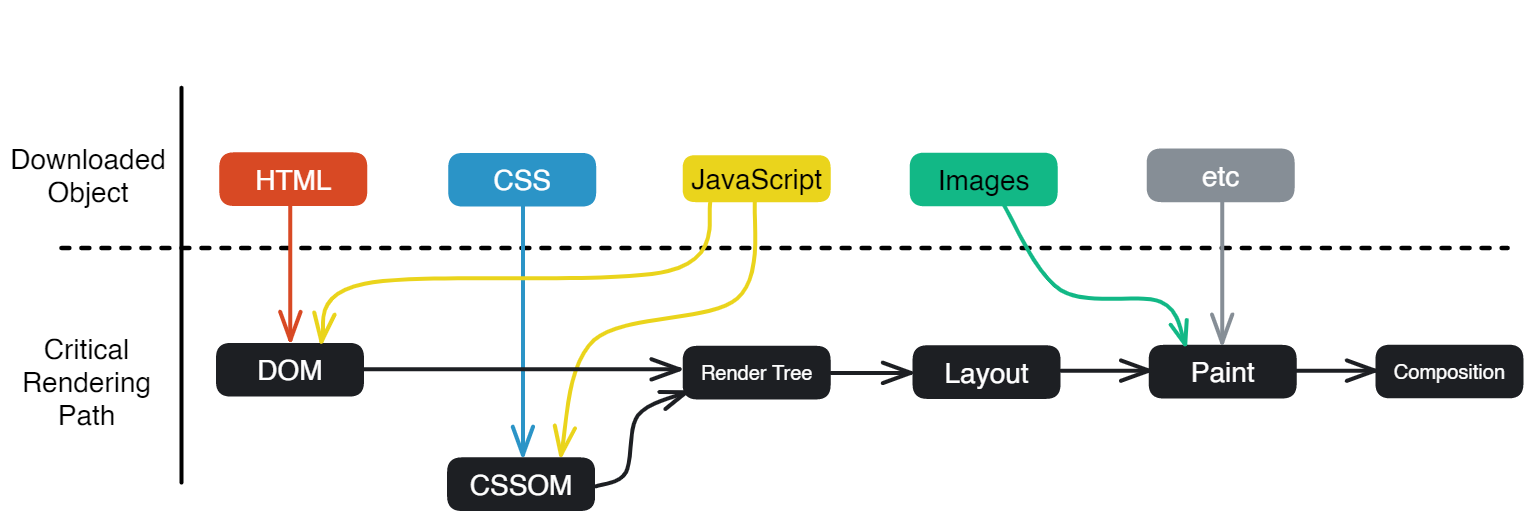 Downloaded
Object
HTML
CSS
JavaScript
Images
etc
Critical
Rendering
Path
DOM
Render Tree
Layout
Paint
Composition
CSSOM